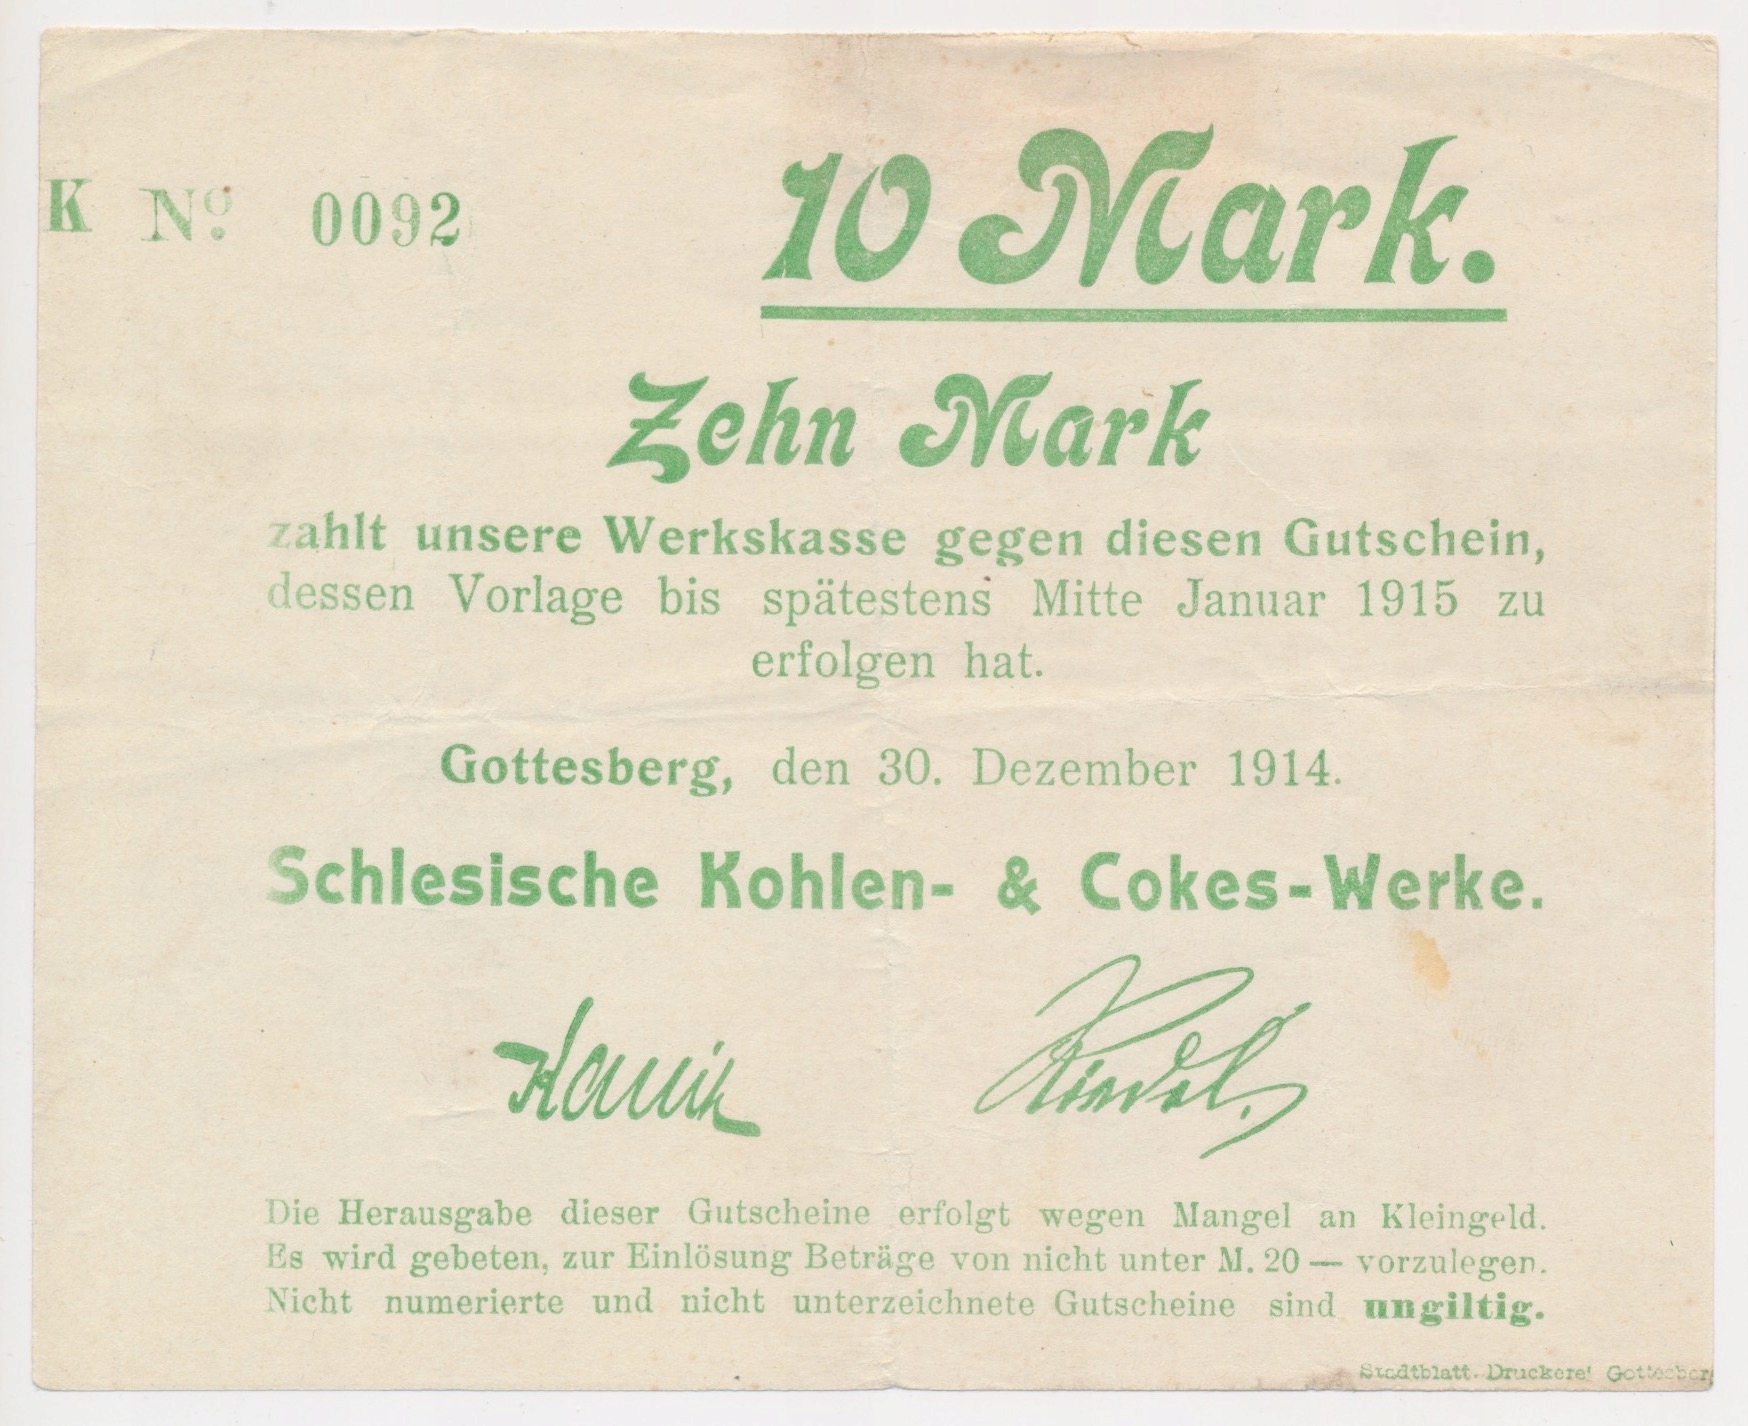 K No. 0092
10 Mark.
Zehn Mark
zahlt unsere Werkskasse gegen diesen Gutschein,
dessen Vorlage bis spätestens Mitte Januar 1915 zu
erfolgen hat.
Gottesberg, den 30. Dezember 1914.
Schlesische Kohlen- & Cokes-Werke.
Riedel.
Die Herausgabe dieser Gutscheine erfolgt wegen Mangel an Kleingeld.
Es wird gebeten, zur Einlösung Beträge von nicht unter M. 20 — vorzulegen.
Nicht numerierte und nicht unterzeichnete Gutscheine sind ungiltig.
Stadtblatt. Druckerei Gottesberg